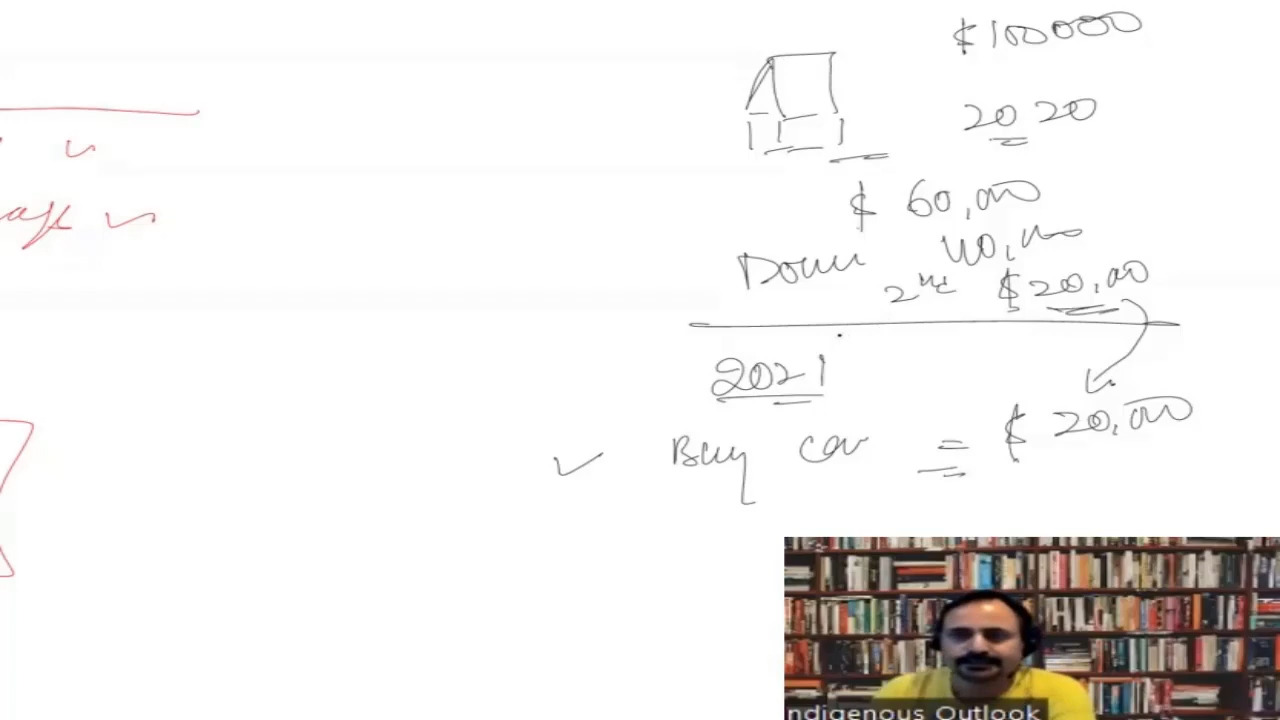 $100000
2020
$ 60,000
Down 40,000
2nd $20,000
2021
Buy car = $ 20,000
ndigenous Outlook